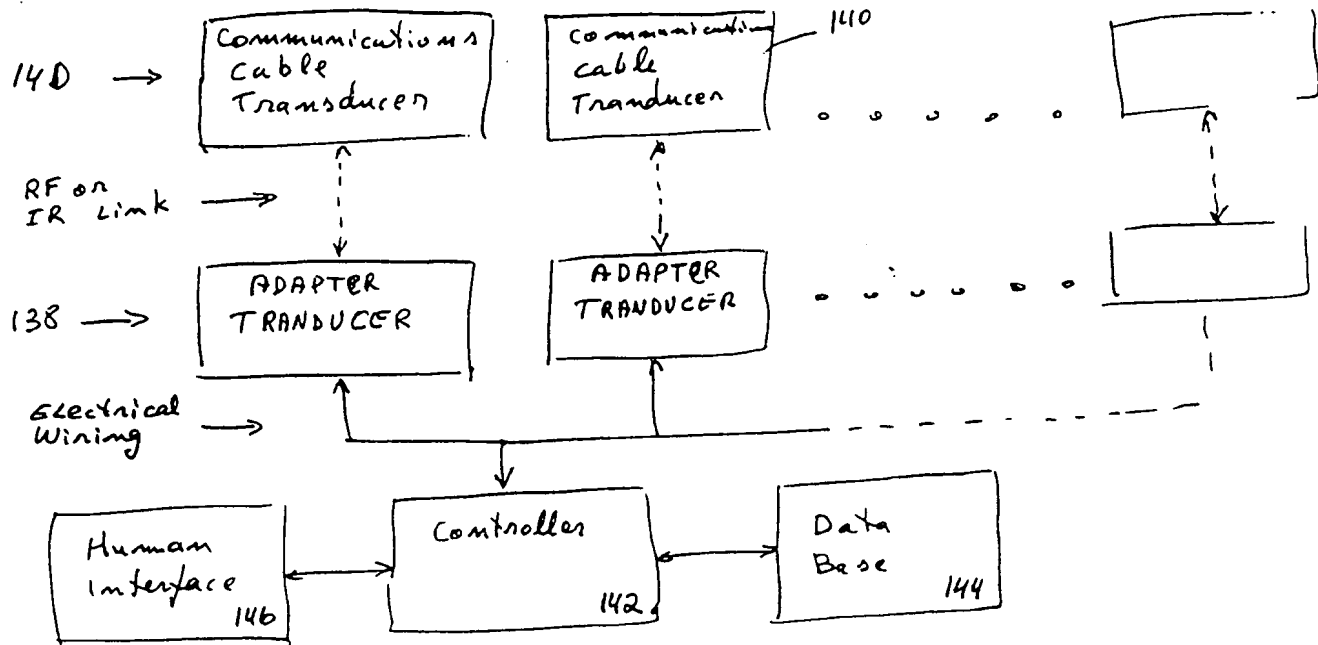 Communications
Cable
Transducer
Communication
Cable
Tranducer
140
14D
RF or
IR Link
ADAPTER
TRANDUCER
ADAPTER
TRANDUCER
138
Electrical
Wiring
Human
Interface
146
Controller
142
Data
Base
144